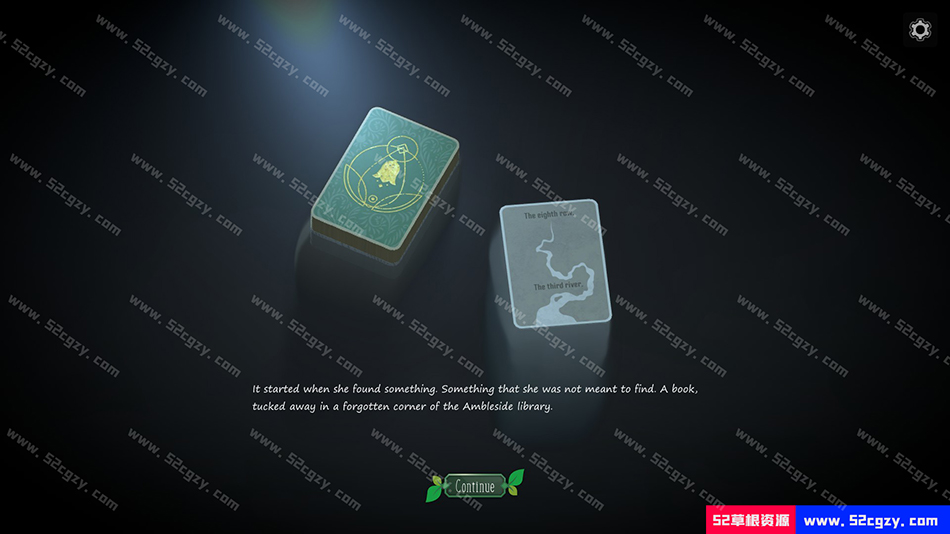 The eighth row.
The third river.
It started when she found something. Something that she was not meant to find. A book,
tucked away in a forgotten corner of the Ambleside library.
Continue
52草根资源 www. 52cgzy. com